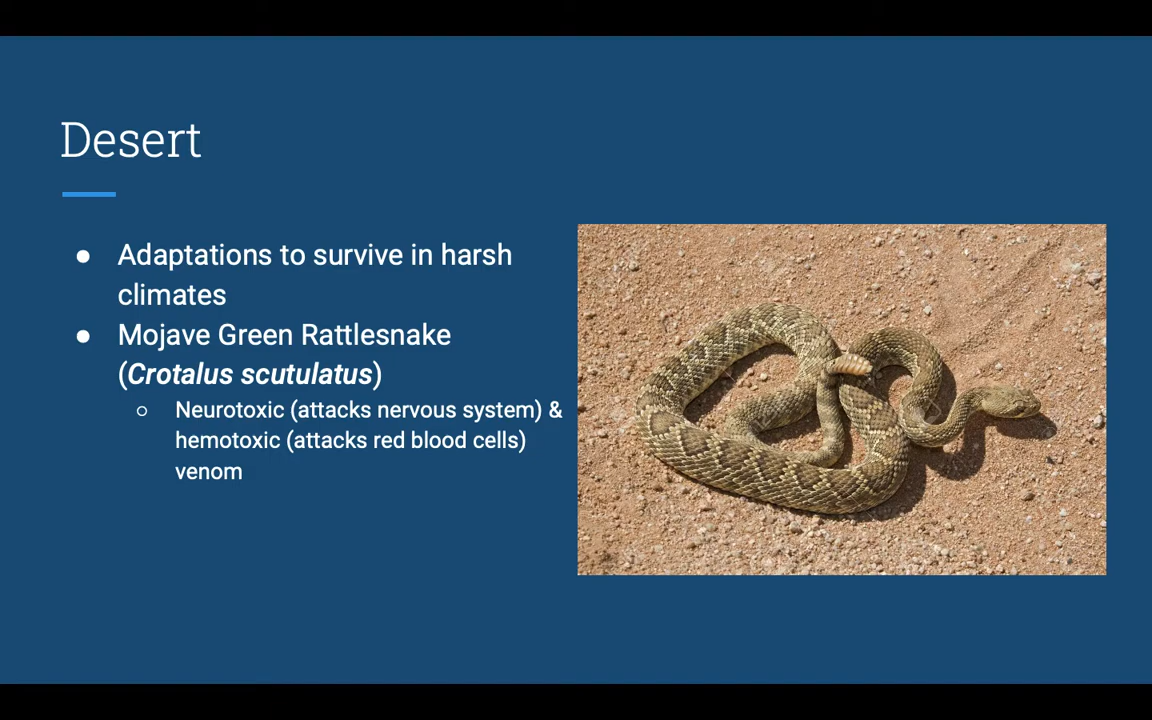 Desert
● Adaptations to survive in harsh
climates
● Mojave Green Rattlesnake
(Crotalus scutulatus)
○ Neurotoxic (attacks nervous system) &
hemotoxic (attacks red blood cells)
venom